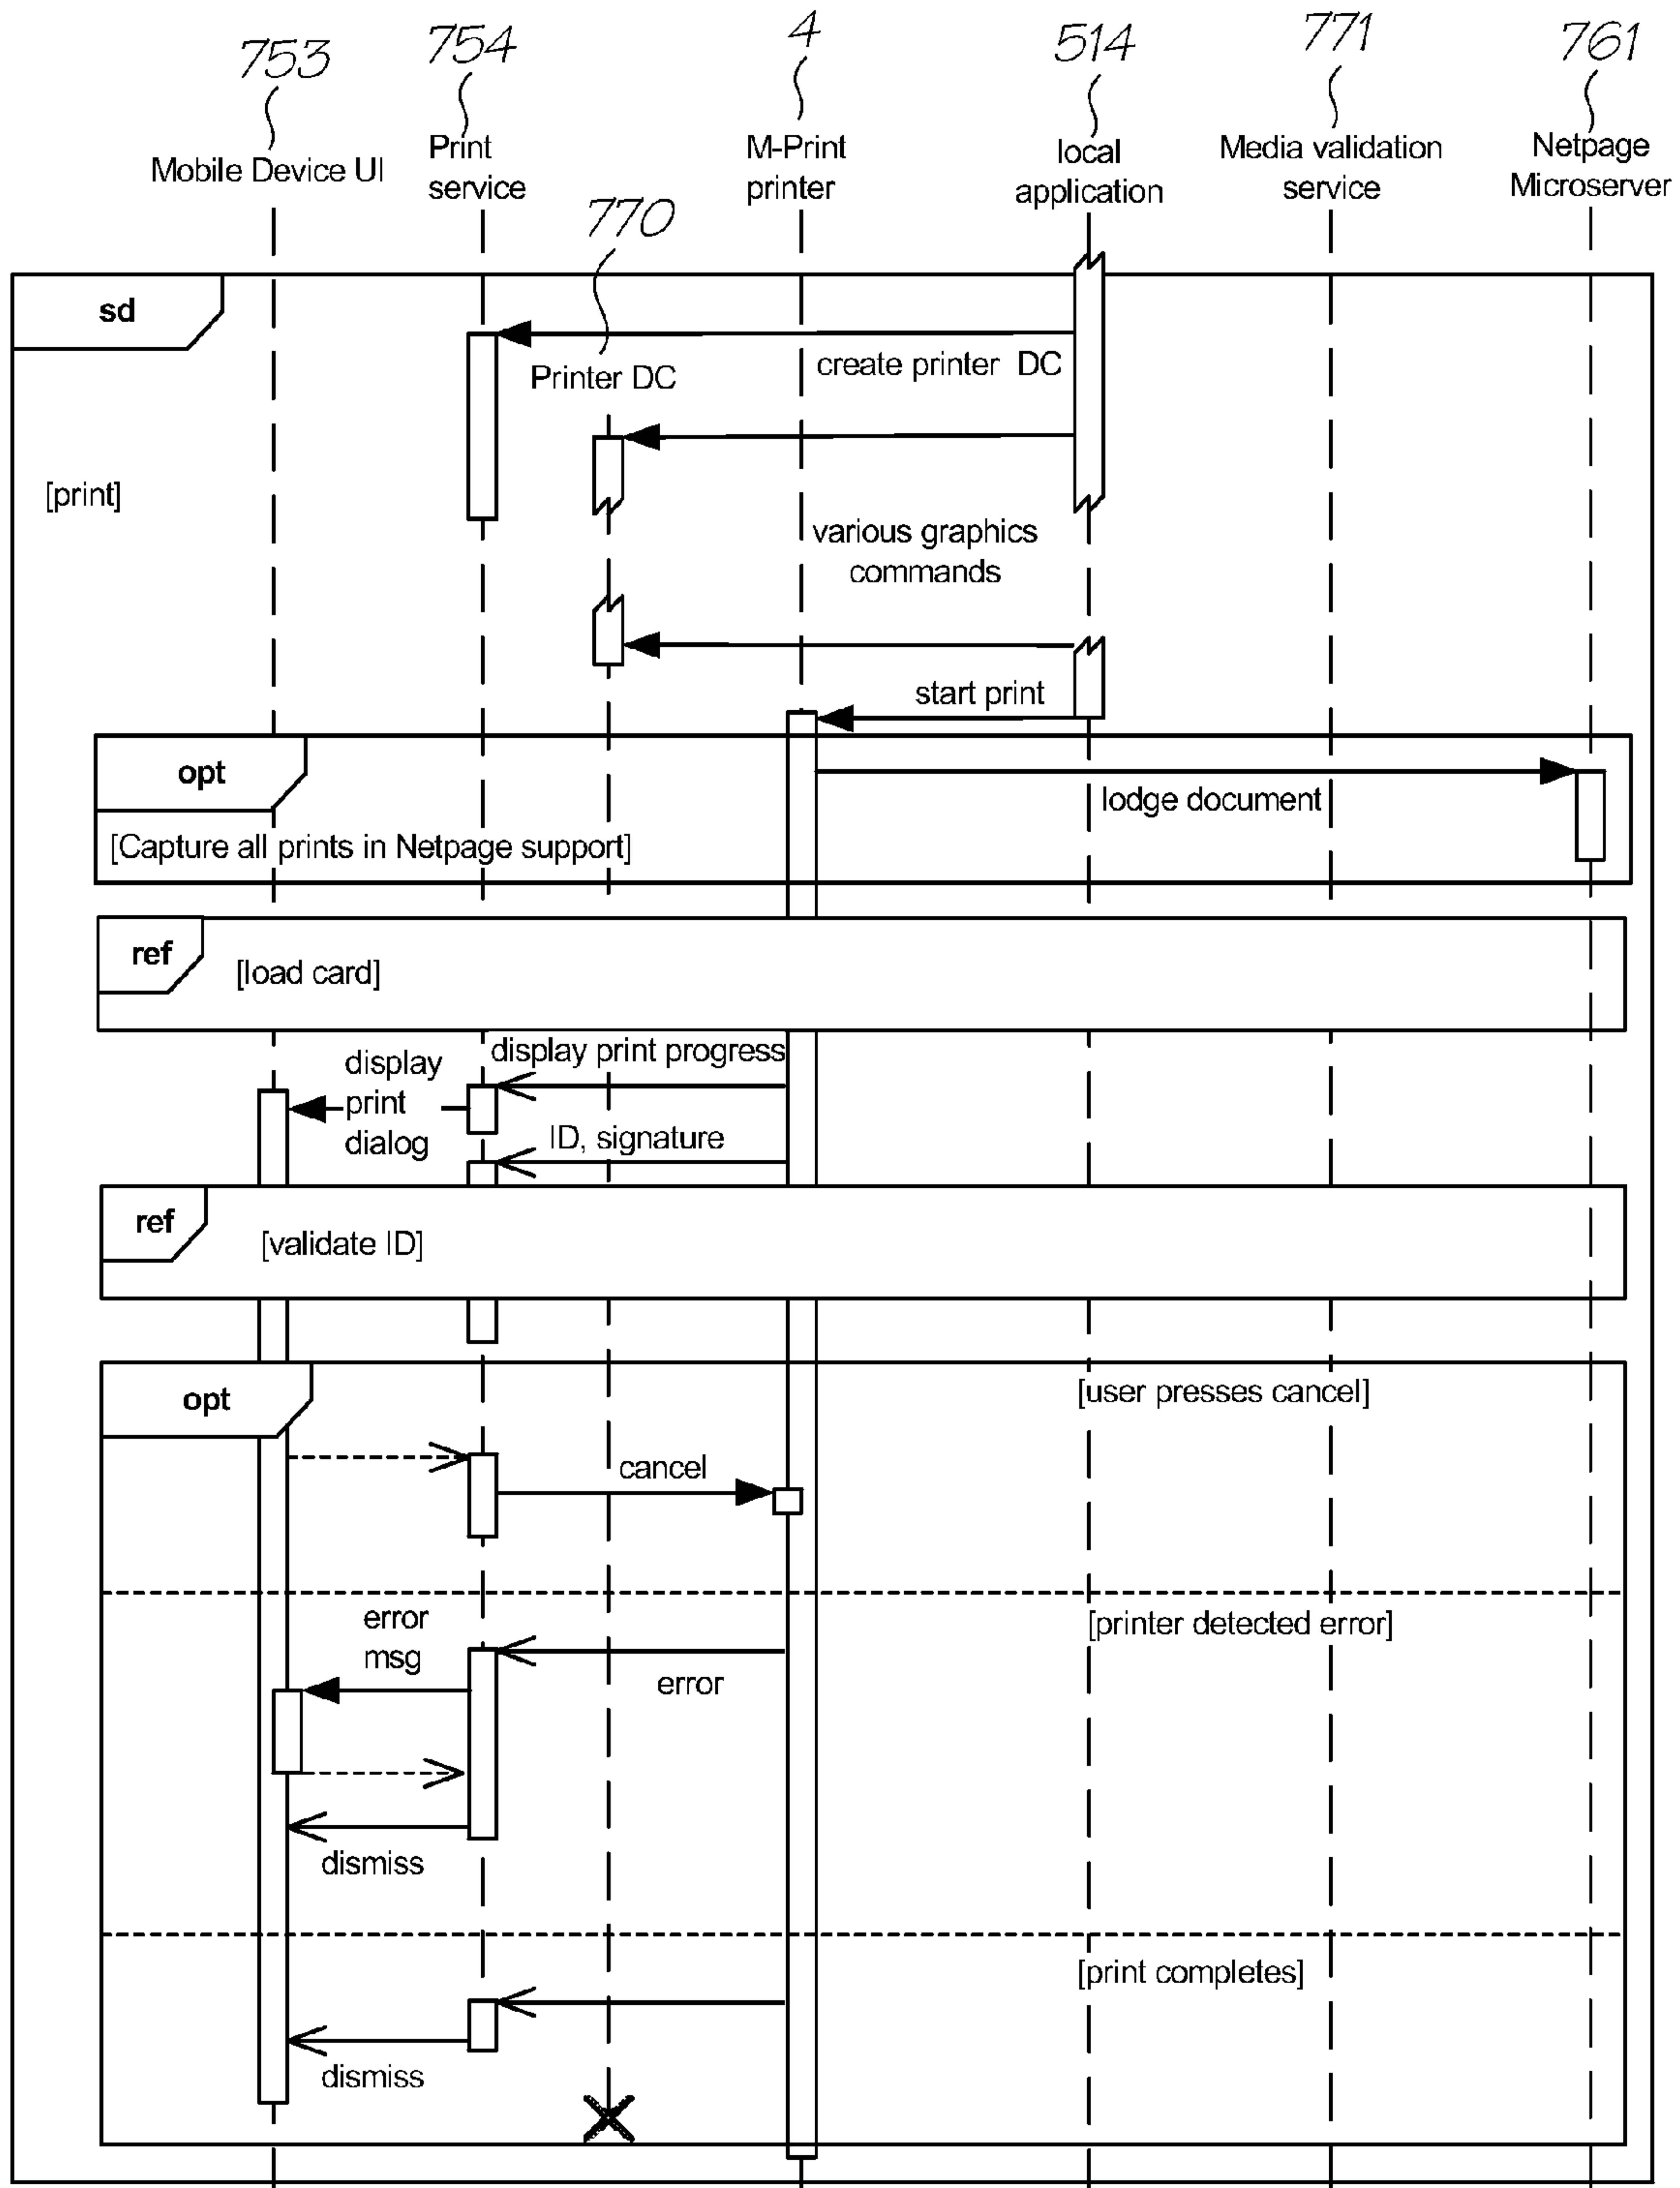 753
754
4
514
771
761
Mobile Device UI
Print
service
M-Print
printer
local
application
Media validation
service
Netpage
Microserver
770
sd
Printer DC
create printer DC
[print]
various graphics
commands
start print
opt
lodge document
[Capture all prints in Netpage support]
ref
[load card]
display print progress
display
print
dialog
ID, signature
ref
[validate ID]
opt
[user presses cancel]
cancel
error
msg
[printer detected error]
error
dismiss
[print completes]
dismiss